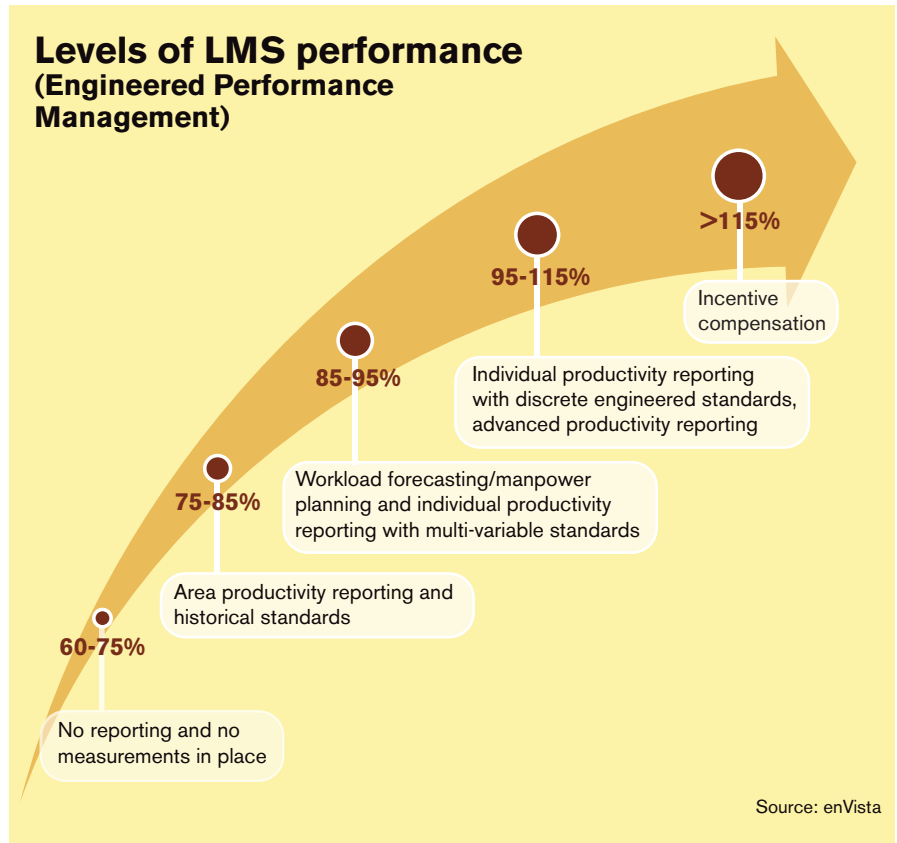 Levels of LMS performance
(Engineered Performance
Management)
>115%
Incentive
compensation
95-115%
Individual productivity reporting
with discrete engineered standards,
advanced productivity reporting
85-95%
Workload forecasting/manpower
planning and individual productivity
reporting with multi-variable standards
75-85%
Area productivity reporting and
historical standards
60-75%
No reporting and no
measurements in place
Source: enVista